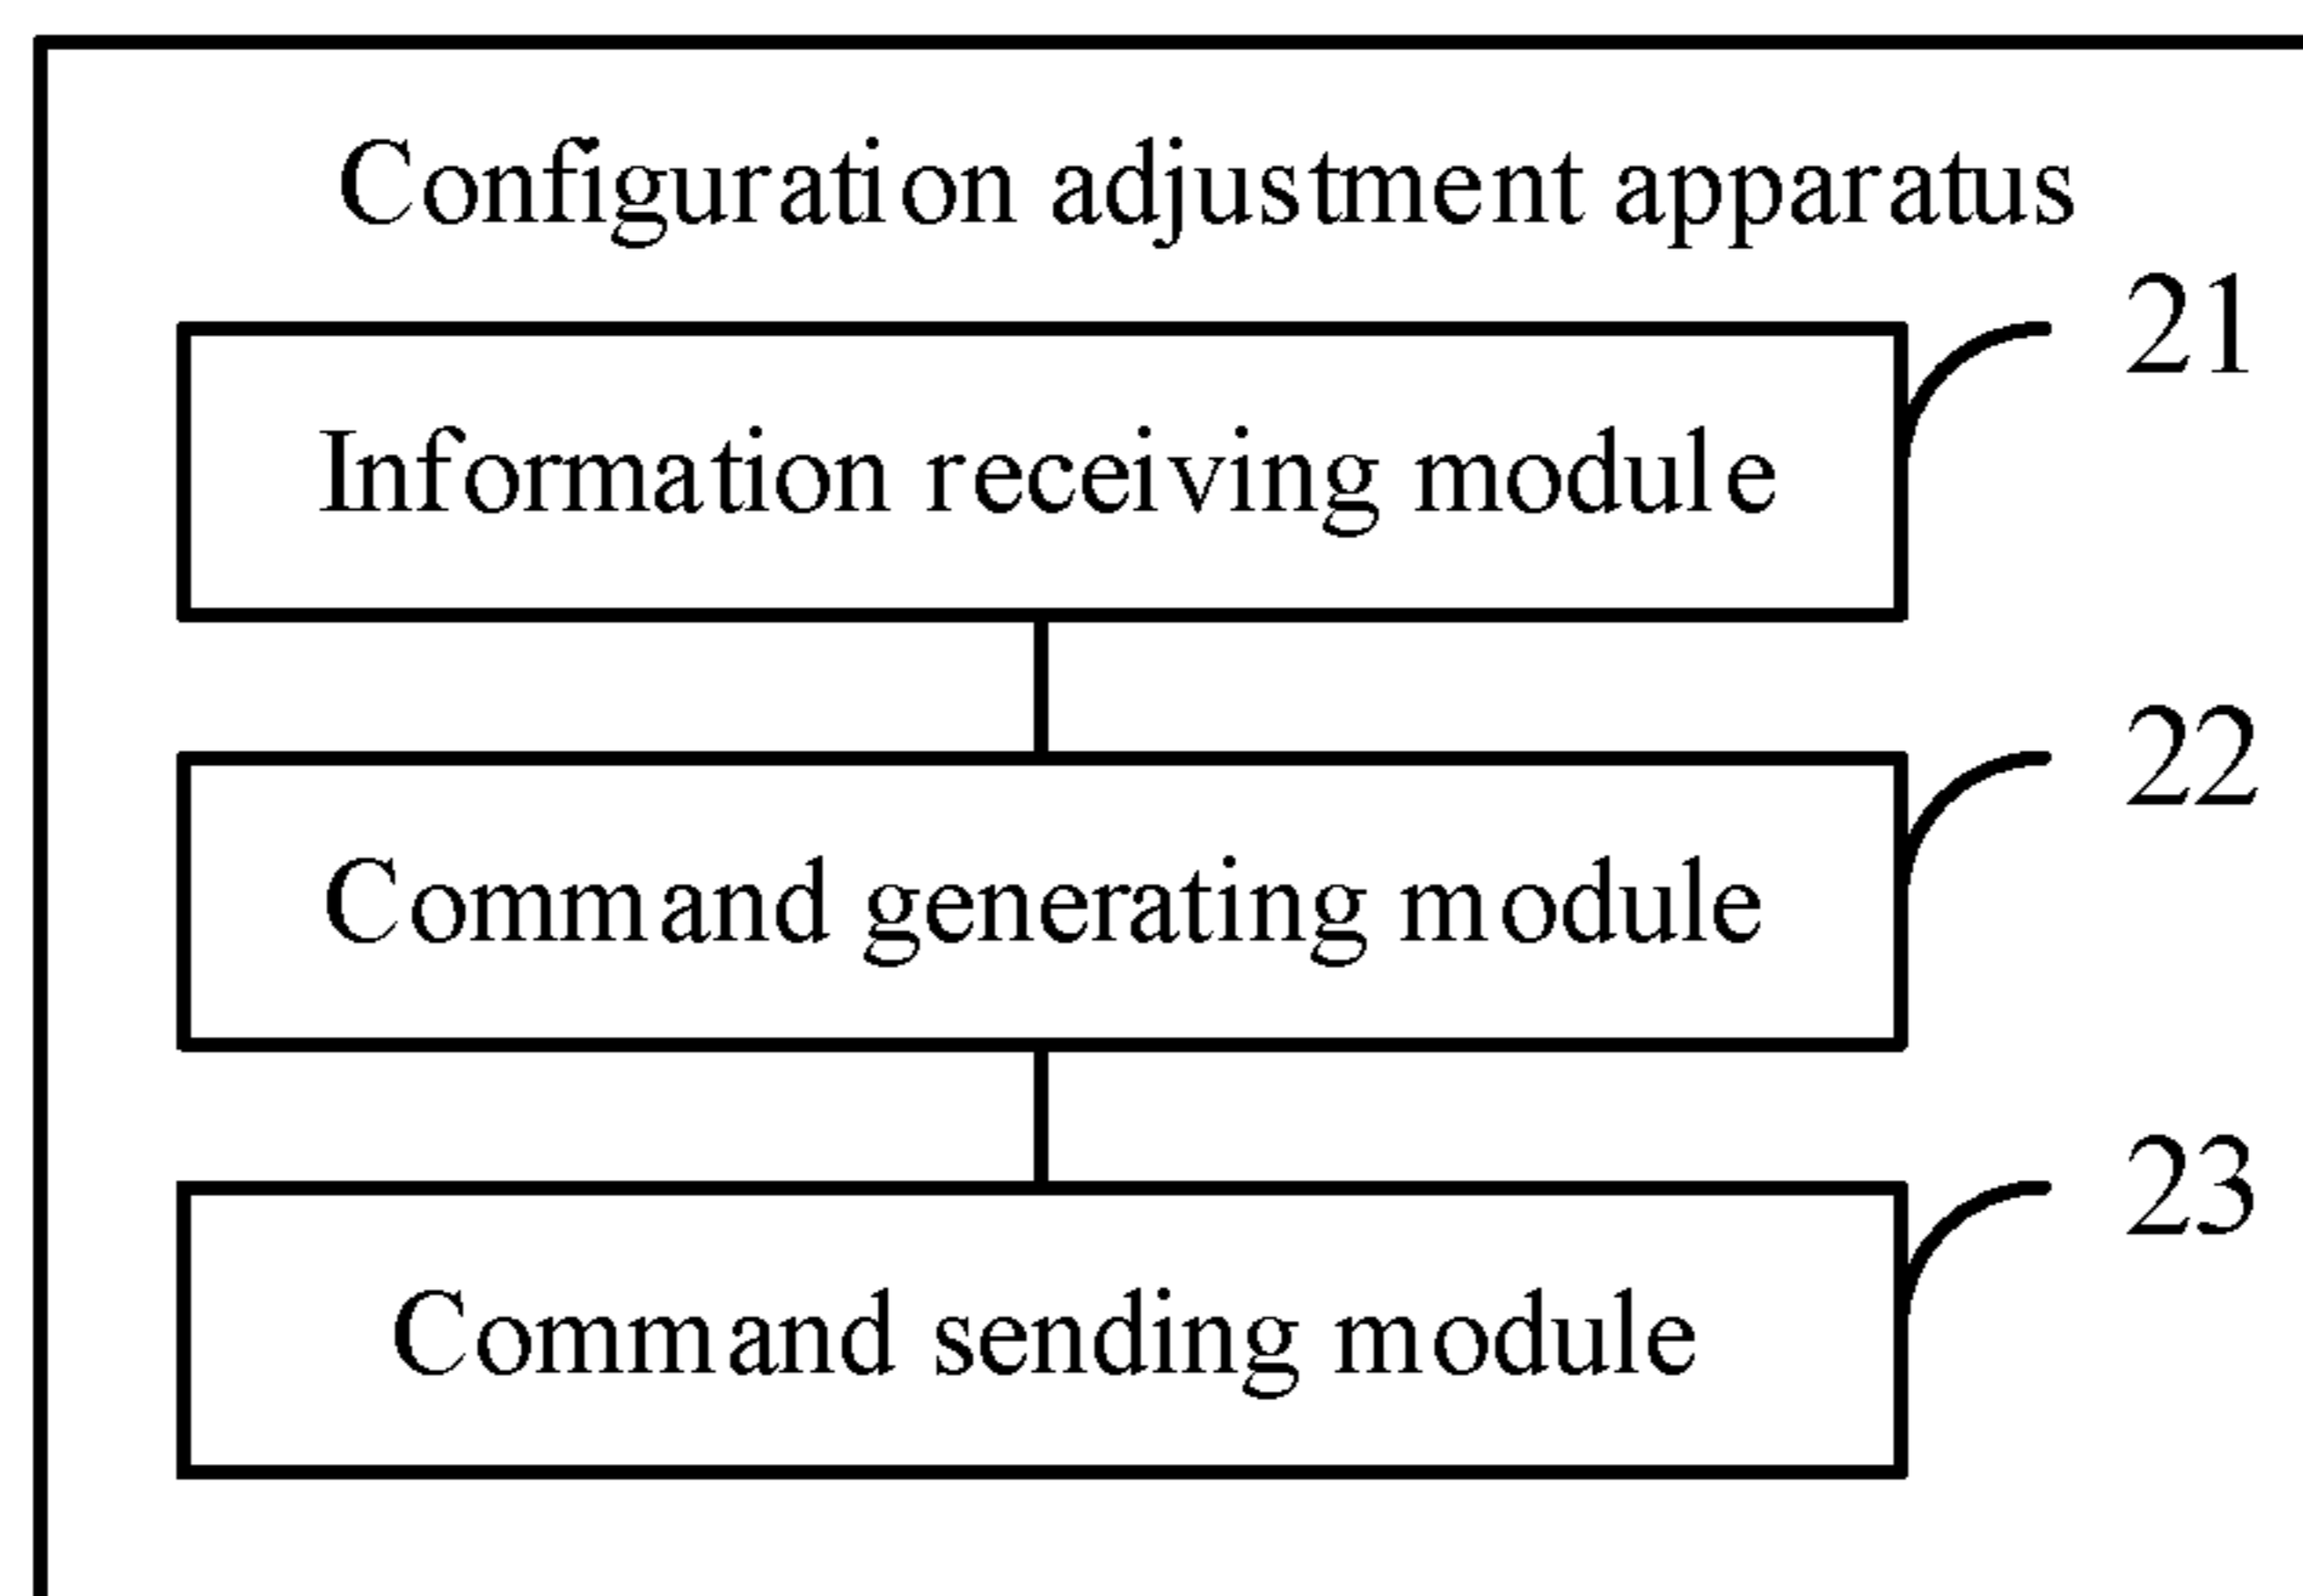 Configuration adjustment apparatus
21
Information receiving module
22
Command generating module
23
Command sending module